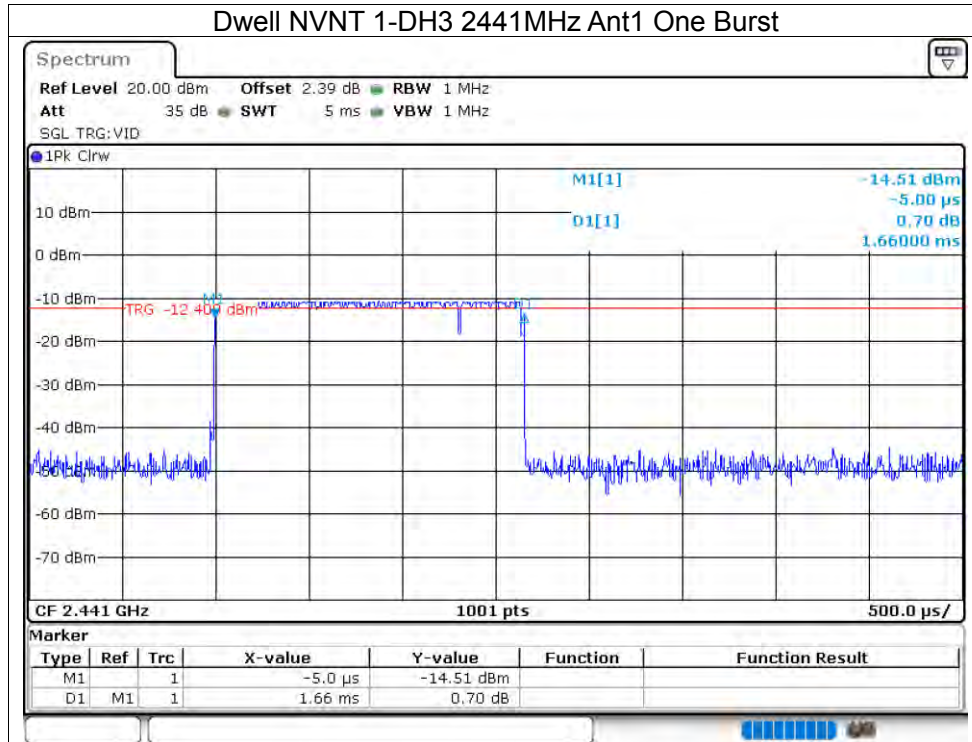 Dwell NVNT 1-DH3 2441MHz Ant1 One Burst
Spectrum
Ref Level 20.00 dBm Offset 2.39 dB RBW 1 MHz
Att 35 dB SWT 5 ms VBW 1 MHz
SGL TRG:VID
1Pk Clrw
M1[1] -14.51 dBm
-5.00 µs
10 dBm
D1[1] 0.70 dB
1.66000 ms
0 dBm
-10 dBm
M1
TRG -12.400 dBm
-20 dBm
-30 dBm
-40 dBm
-50 dBm
-60 dBm
-70 dBm
CF 2.441 GHz 1001 pts 500.0 µs/
Marker
Type Ref Trc X-value Y-value Function Function Result
M1 1 -5.0 µs -14.51 dBm
D1 M1 1 1.66 ms 0.70 dB